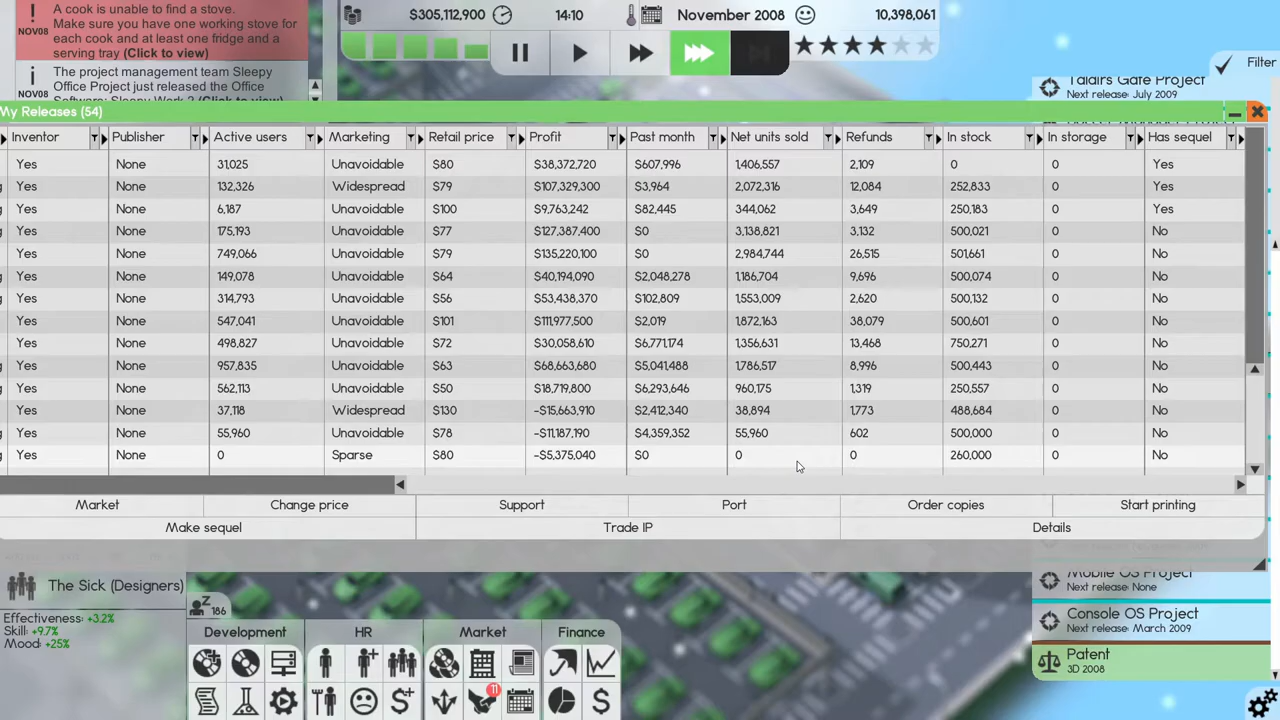 A cook is unable to find a stove.
Make sure you have one working stove for
each cook and at least one fridge and a
serving tray (Click to view)
NOV08
The project management team Sleepy
Office Project just released the Office
NOV08
$305,112,900 14:10 November 2008 10,398,061
Filter
Talairs Gate Project
Next release: July 2009
My Releases (54)
Inventor Publisher Active users Marketing Retail price Profit Past month Net units sold Refunds In stock In storage Has sequel
Yes None 31,025 Unavoidable $80 $38,372,720 $607,996 1,406,557 2,109 0 0 Yes
Yes None 132,326 Widespread $79 $107,329,300 $3,964 2,072,316 12,084 252,833 0 Yes
Yes None 6,187 Unavoidable $100 $9,763,242 $82,445 344,062 3,649 250,183 0 Yes
Yes None 175,193 Unavoidable $77 $127,387,400 $0 3,138,821 3,132 500,021 0 No
Yes None 749,066 Unavoidable $79 $135,220,100 $0 2,984,744 26,515 501,661 0 No
Yes None 149,078 Unavoidable $64 $40,194,090 $2,048,278 1,186,704 9,696 500,074 0 No
Yes None 314,793 Unavoidable $56 $53,438,370 $102,809 1,553,009 2,620 500,132 0 No
Yes None 547,041 Unavoidable $101 $111,977,500 $2,019 1,872,163 38,079 500,601 0 No
Yes None 498,827 Unavoidable $72 $30,058,610 $6,771,174 1,356,631 13,468 750,271 0 No
Yes None 957,835 Unavoidable $63 $68,663,680 $5,041,488 1,786,517 8,996 500,443 0 No
Yes None 562,113 Unavoidable $50 $18,719,800 $6,293,646 960,175 1,319 250,557 0 No
Yes None 37,118 Widespread $130 -$15,663,910 $2,412,340 38,894 1,773 488,684 0 No
Yes None 55,960 Unavoidable $78 -$11,187,190 $4,359,352 55,960 602 500,000 0 No
Yes None 0 Sparse $80 -$5,375,040 $0 0 0 260,000 0 No
Market Change price Support Port Order copies Start printing
Make sequel Trade IP Details
The Sick (Designers)
Effectiveness: +3.2%
Skill: +9.7%
Mood: +25%
Z 186
Development HR Market Finance
11
Mobile OS Project
Next release: None
Console OS Project
Next release: March 2009
Patent
3D 2008